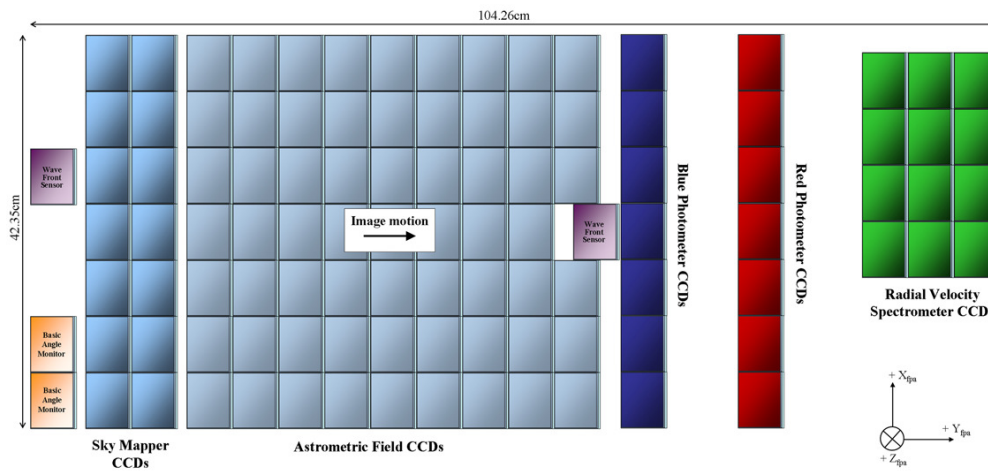 104.26cm
42.35cm
Wave
Front
Sensor
Basic
Angle
Monitor
Basic
Angle
Monitor
Image motion
Wave
Front
Sensor
Blue Photometer CCDs
Red Photometer CCDs
Sky Mapper
CCDs
Astrometric Field CCDs
Radial Velocity
Spectrometer CCD
+ X fpa
+ Y fpa
+ Z fpa